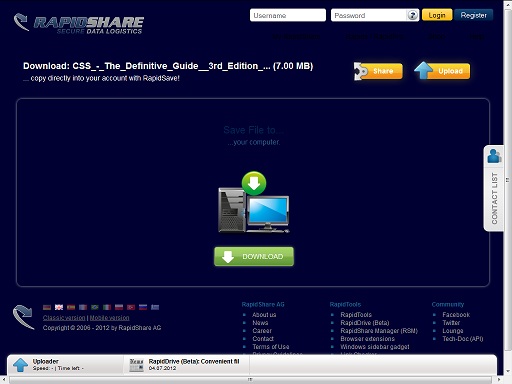 RAPIDSHARE
SECURE DATA LOGISTICS
Username
Password
?
Login
Register
Download: CSS_-_The_Definitive_Guide__3rd_Edition_... (7.00 MB)
... copy directly into your account with RapidSave!
Share
Upload
Save File to...
...your computer.
DOWNLOAD
CONTACT LIST
Classic version | Mobile version
Copyright © 2006 - 2012 by RapidShare AG
RapidShare AG
About us
News
Career
Contact
Terms of Use
RapidTools
RapidTools
RapidDrive (Beta)
RapidShare Manager (RSM)
Browser extensions
Windows sidebar gadget
Community
Facebook
Twitter
Lounge
Tech-Doc (API)
Uploader
Speed: - | Time left: -
RapidDrive (Beta): Convenient fil
04.07.2012